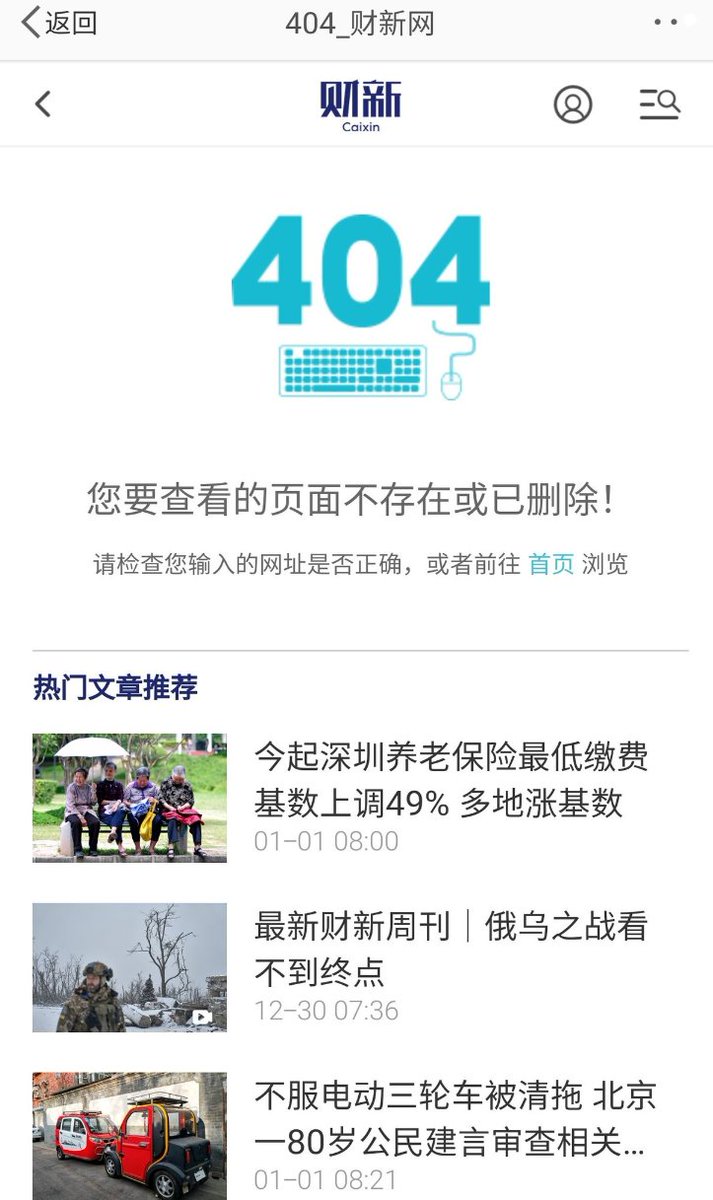 返回
404_财新网
财新
Caixin
404
您要查看的页面不存在或已删除！
请检查您输入的网址是否正确，或者前往 首页 浏览
热门文章推荐
今起深圳养老保险最低缴费
基数上调49% 多地涨基数
01-01 08:00
最新财新周刊｜俄乌之战看
不到终点
12-30 07:36
不服电动三轮车被清拖 北京
一80岁公民建言审查相关...
01-01 08:21